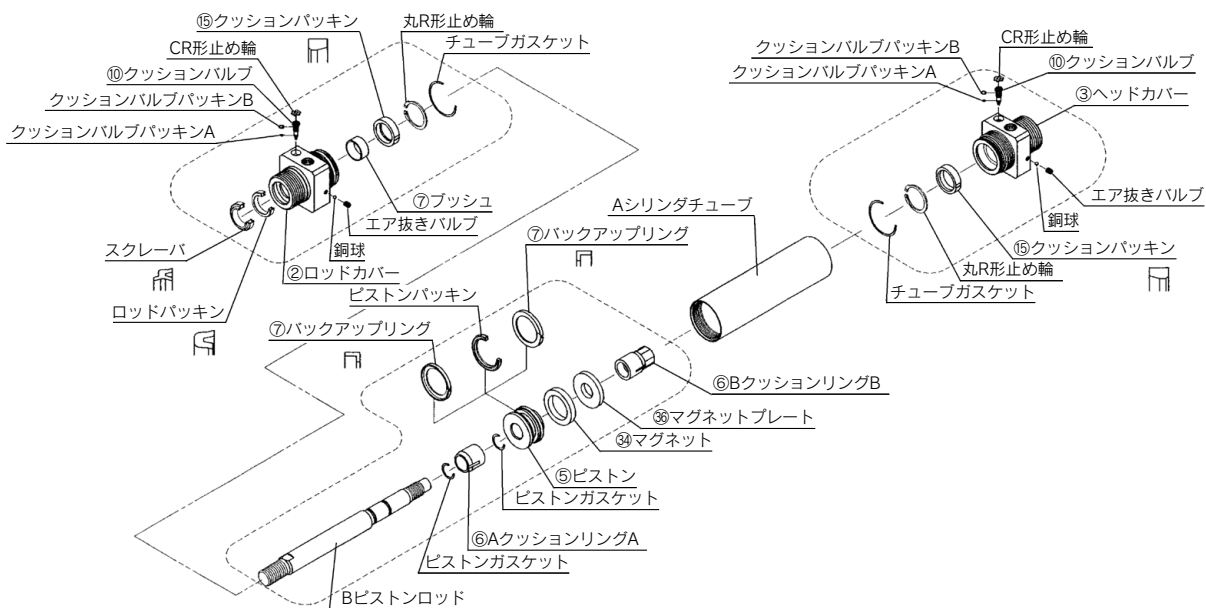 ⑮クッションパッキン
丸R形止め輪
チューブガスケット
CR形止め輪
⑩クッションバルブ
クッションバルブパッキンB
クッションバルブパッキンA
⑦ブッシュ
エア抜きバルブ
銅球
スクレーバ
②ロッドカバー
ロッドパッキン
クッションバルブパッキンB
CR形止め輪
クッションバルブパッキンA
⑩クッションバルブ
③ヘッドカバー
エア抜きバルブ
銅球
⑮クッションパッキン
丸R形止め輪
チューブガスケット
Aシリンダチューブ
⑦バックアップリング
ピストンパッキン
⑦バックアップリング
⑥BクッションリングB
㊱マグネットプレート
㉞マグネット
⑤ピストン
ピストンガスケット
⑥AクッションリングA
ピストンガスケット
Bピストンロッド